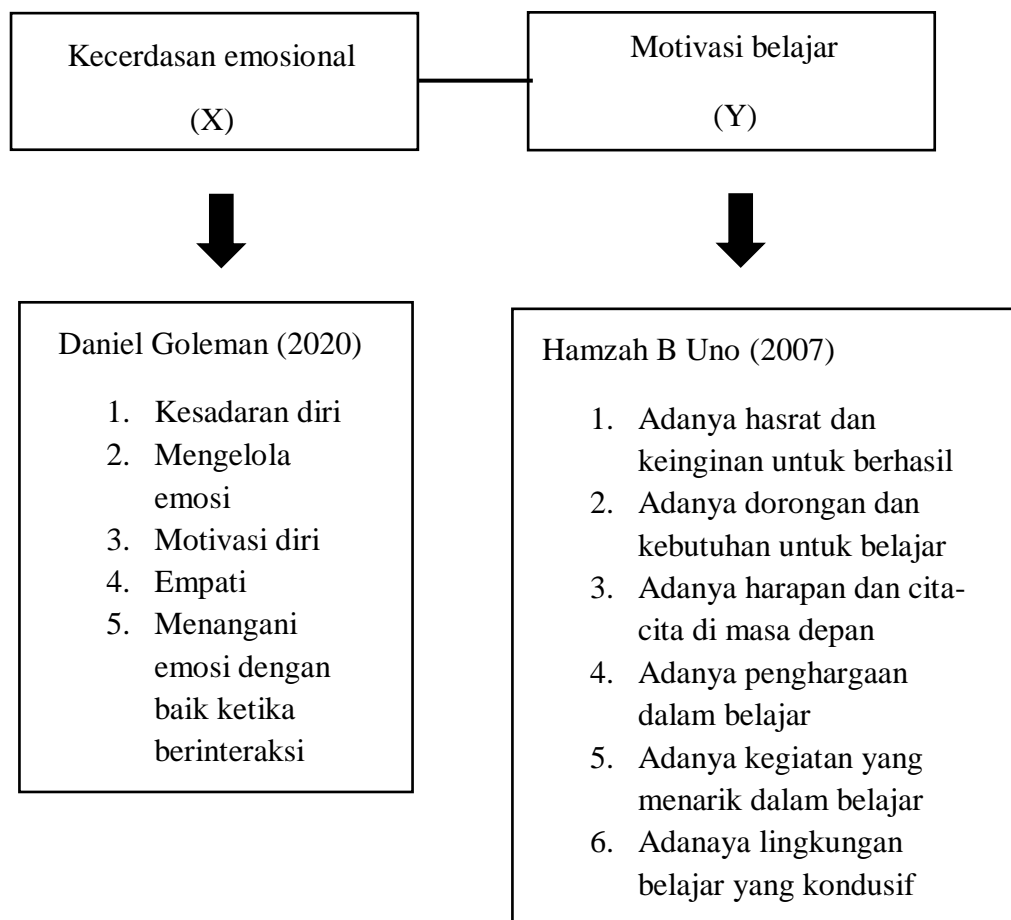 Kecerdasan emosional
(X)
Motivasi belajar
(Y)
Daniel Goleman (2020)
1. Kesadaran diri
2. Mengelola
emosi
3. Motivasi diri
4. Empati
5. Menangani
emosi dengan
baik ketika
berinteraksi
Hamzah B Uno (2007)
1. Adanya hasrat dan
keinginan untuk berhasil
2. Adanya dorongan dan
kebutuhan untuk belajar
3. Adanya harapan dan cita-
cita di masa depan
4. Adanya penghargaan
dalam belajar
5. Adanya kegiatan yang
menarik dalam belajar
6. Adanaya lingkungan
belajar yang kondusif